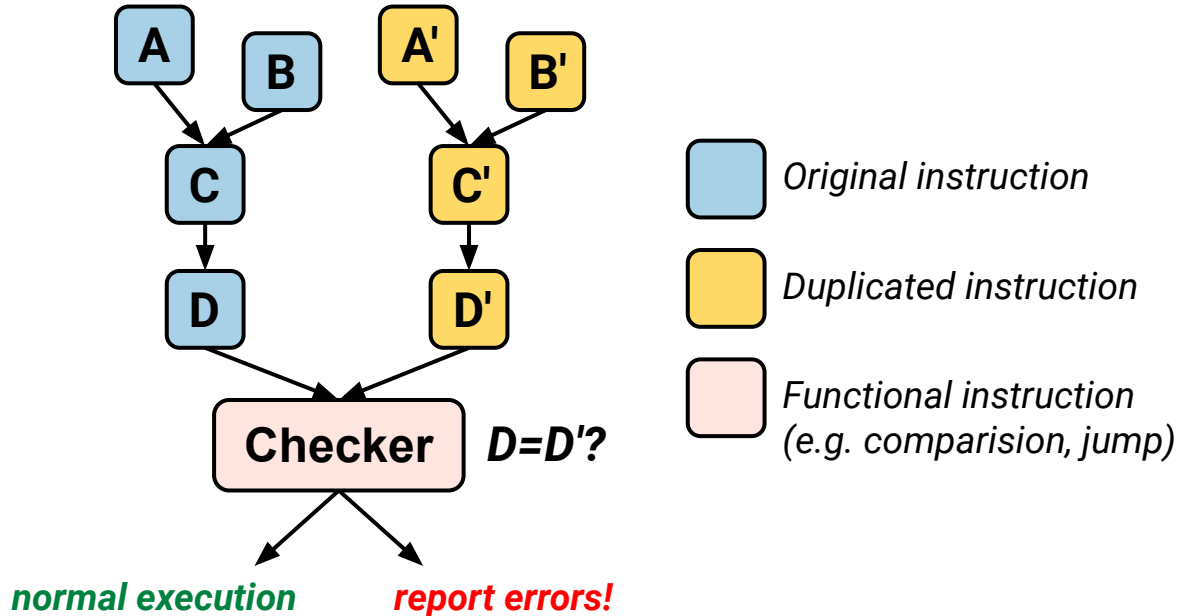 A
B
A'
B'
C
C'
D
D'
Checker
D=D'?
normal execution
report errors!
Original instruction
Duplicated instruction
Functional instruction
(e.g. comparision, jump)